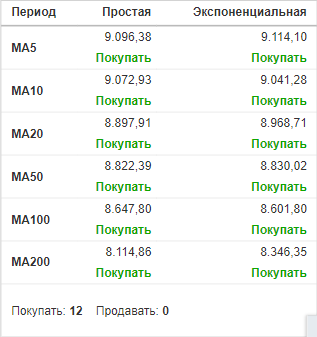 Период Простая Экспоненциальная
MA5 9.096,38 9.114,10
Покупать Покупать
MA10 9.072,93 9.041,28
Покупать Покупать
MA20 8.897,91 8.968,71
Покупать Покупать
MA50 8.822,39 8.830,02
Покупать Покупать
MA100 8.647,80 8.601,80
Покупать Покупать
MA200 8.114,86 8.346,35
Покупать Покупать
Покупать: 12 Продавать: 0